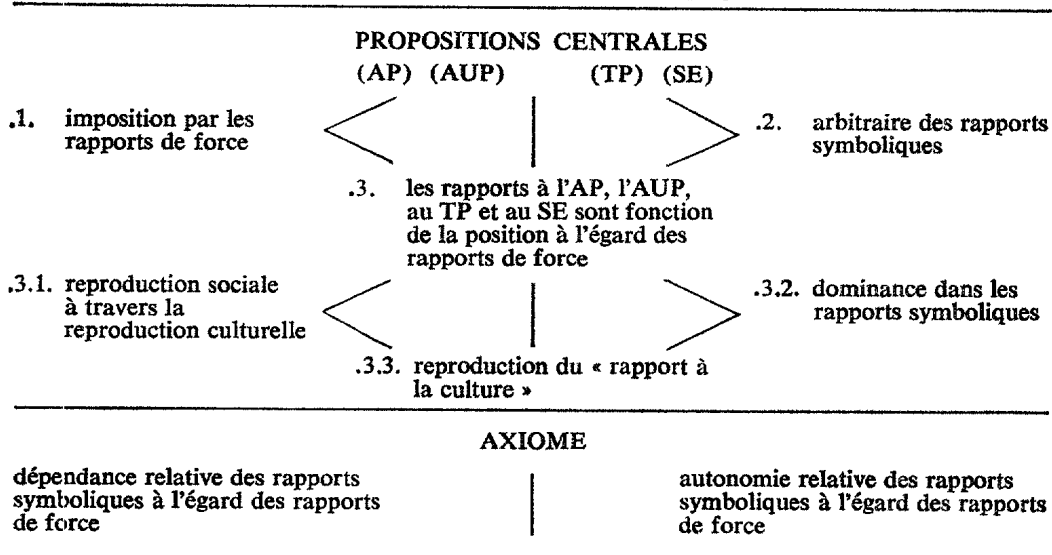 PROPOSITIONS CENTRALES
(AP) (AUP) (TP) (SE)
.1. imposition par les
rapports de force
.2. arbitraire des rapports
symboliques
.3. les rapports à l'AP, l'AUP,
au TP et au SE sont fonction
de la position à l'égard des
rapports de force
.3.1. reproduction sociale
à travers la
reproduction culturelle
.3.2. dominance dans les
rapports symboliques
.3.3. reproduction du « rapport à
la culture »
AXIOME
dépendance relative des rapports
symboliques à l'égard des rapports
de force
autonomie relative des rapports
symboliques à l'égard des rapports
de force